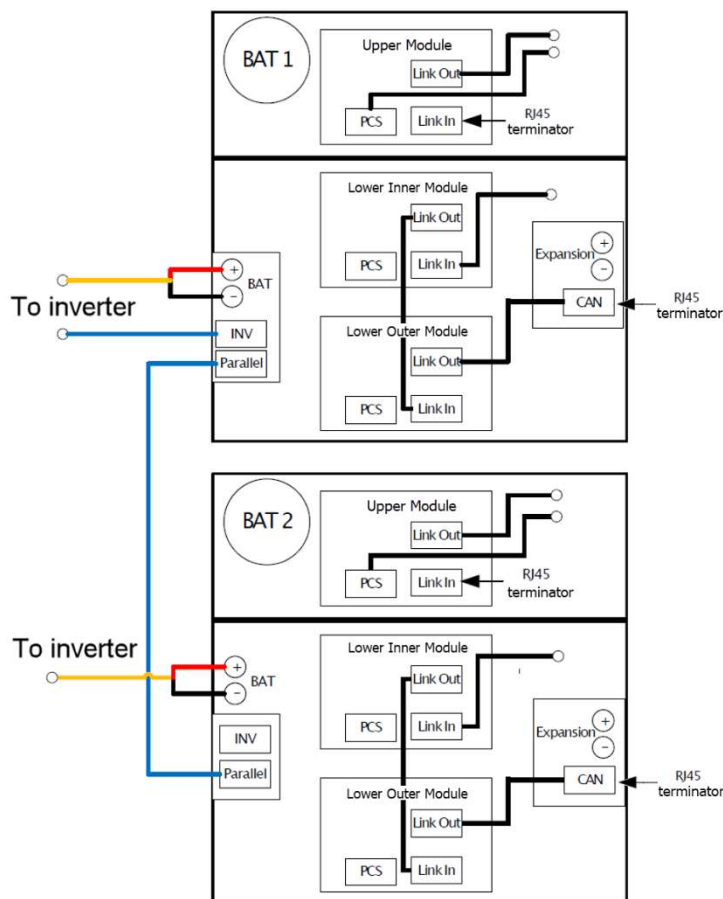 BAT 1
Upper Module
Link Out
PCS
Link In
RJ45
terminator
Lower Inner Module
Link Out
PCS
Link In
Expansion
+
−
CAN
RJ45
terminator
+
−
BAT
To inverter
INV
Parallel
Lower Outer Module
Link Out
PCS
Link In
BAT 2
Upper Module
Link Out
PCS
Link In
RJ45
terminator
To inverter
+
−
BAT
INV
Parallel
Lower Inner Module
Link Out
PCS
Link In
Expansion
+
−
CAN
RJ45
terminator
Lower Outer Module
Link Out
PCS
Link In